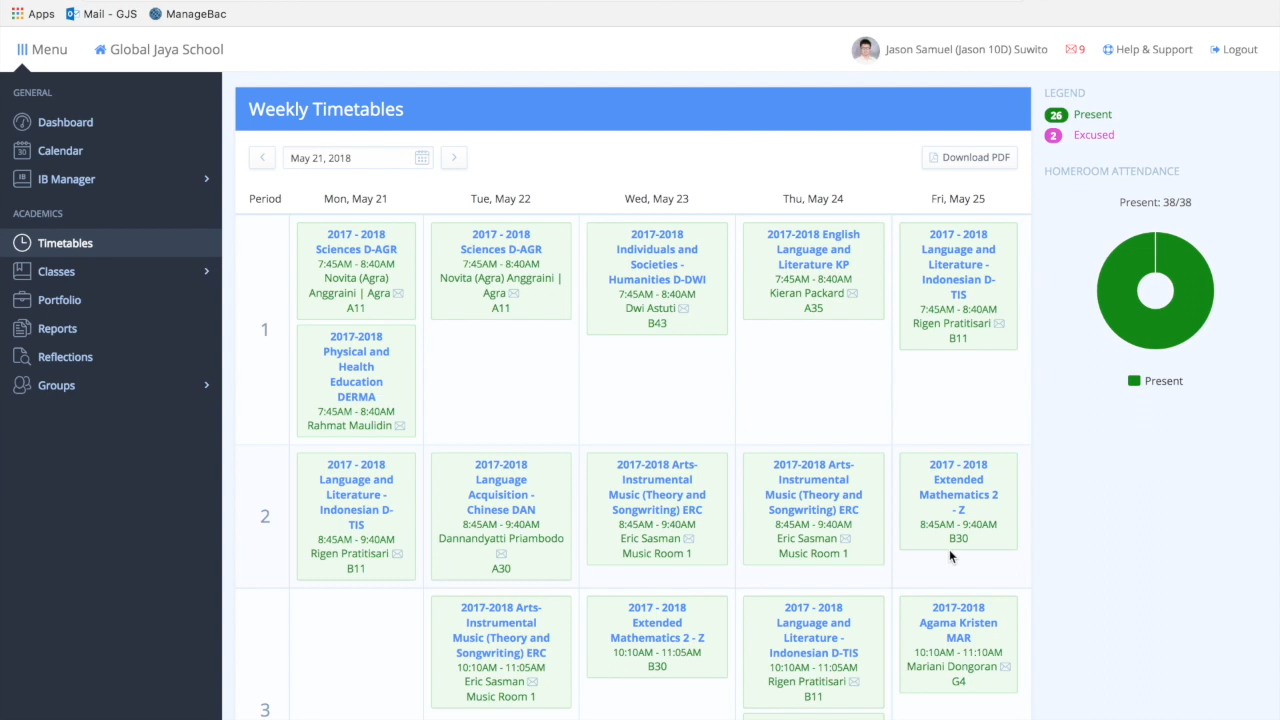 Apps Mail - GJS ManageBac
Menu Global Jaya School Jason Samuel (Jason 10D) Suwito 9 Help & Support Logout
GENERAL
Dashboard
30 Calendar
IB IB Manager
ACADEMICS
Timetables
Classes
Portfolio
Reports
Reflections
Groups
Weekly Timetables
May 21, 2018 Download PDF
Period Mon, May 21 Tue, May 22 Wed, May 23 Thu, May 24 Fri, May 25
1
2017 - 2018
Sciences D-AGR
7:45AM - 8:40AM
Novita (Agra)
Anggraini | Agra
A11
2017-2018
Physical and
Health
Education
DERMA
7:45AM - 8:40AM
Rahmat Maulidin
2017 - 2018
Sciences D-AGR
7:45AM - 8:40AM
Novita (Agra) Anggraini |
Agra
A11
2017-2018
Individuals and
Societies -
Humanities D-DWI
7:45AM - 8:40AM
Dwi Astuti
B43
2017-2018 English
Language and
Literature KP
7:45AM - 8:40AM
Kieran Packard
A35
2017 - 2018
Language and
Literature -
Indonesian D-
TIS
7:45AM - 8:40AM
Rigen Pratitisari
B11
2
2017 - 2018
Language and
Literature -
Indonesian D-
TIS
8:45AM - 9:40AM
Rigen Pratitisari
B11
2017-2018
Language
Acquisition -
Chinese DAN
8:45AM - 9:40AM
Dannandyatti Priambodo
A30
2017-2018 Arts-
Instrumental
Music (Theory and
Songwriting) ERC
8:45AM - 9:40AM
Eric Sasman
Music Room 1
2017-2018 Arts-
Instrumental
Music (Theory and
Songwriting) ERC
8:45AM - 9:40AM
Eric Sasman
Music Room 1
2017 - 2018
Extended
Mathematics 2
- Z
8:45AM - 9:40AM
B30
3
2017-2018 Arts-
Instrumental
Music (Theory and
Songwriting) ERC
10:10AM - 11:05AM
Eric Sasman
Music Room 1
2017 - 2018
Extended
Mathematics 2 - Z
10:10AM - 11:05AM
B30
2017 - 2018
Language and
Literature -
Indonesian D-TIS
10:10AM - 11:05AM
Rigen Pratitisari
B11
2017-2018
Agama Kristen
MAR
10:10AM - 11:10AM
Mariani Dongoran
G4
LEGEND
26 Present
2 Excused
HOMEROOM ATTENDANCE
Present: 38/38
Present